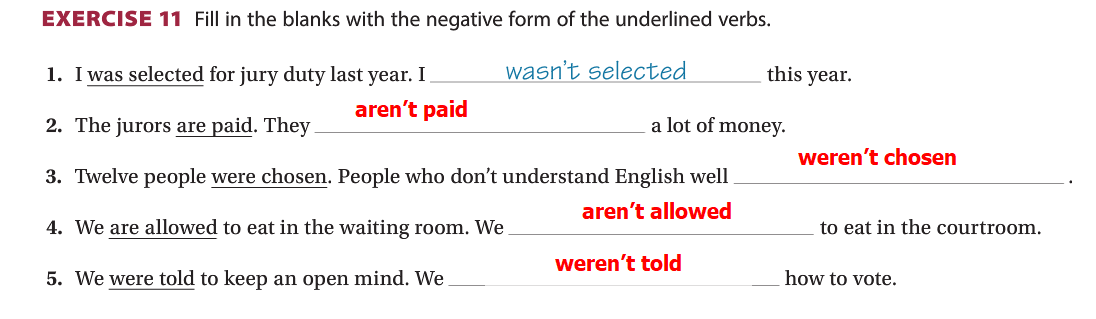 EXERCISE 11 Fill in the blanks with the negative form of the underlined verbs.
1. I was selected for jury duty last year. I wasn't selected this year.
2. The jurors are paid. They aren't paid a lot of money.
3. Twelve people were chosen. People who don't understand English well weren't chosen.
4. We are allowed to eat in the waiting room. We aren't allowed to eat in the courtroom.
5. We were told to keep an open mind. We weren't told how to vote.